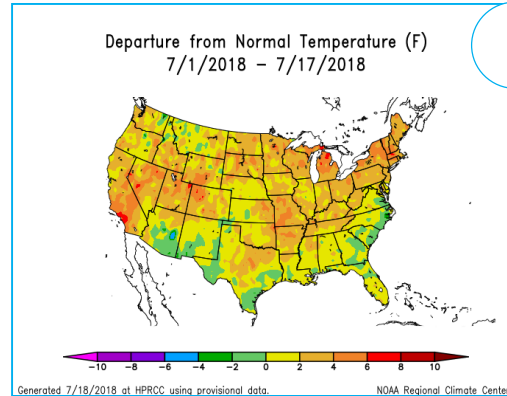 Departure from Normal Temperature (F)
7/1/2018 – 7/17/2018
-10 -8 -6 -4 -2 0 2 4 6 8 10
Generated 7/18/2018 at HPRCC using provisional data. NOAA Regional Climate Center